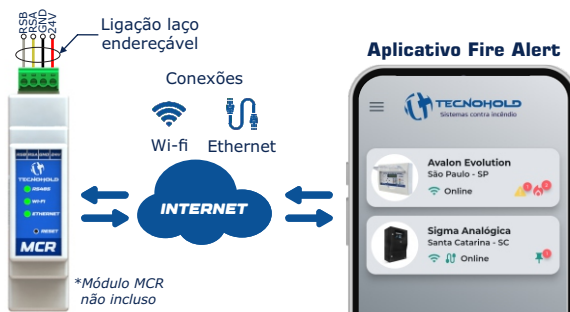 RSB
RSA
GND
24V
Ligação laço
endereçável
Conexões
Wi-fi
Ethernet
INTERNET
TECNOHOLD
RS485
WI-FI
ETHERNET
RESET
MCR
*Módulo MCR
não incluso
Aplicativo Fire Alert
TECNOHOLD
Sistemas contra incêndio
Avalon Evolution
São Paulo - SP
Online
Sigma Analógica
Santa Catarina - SC
Online